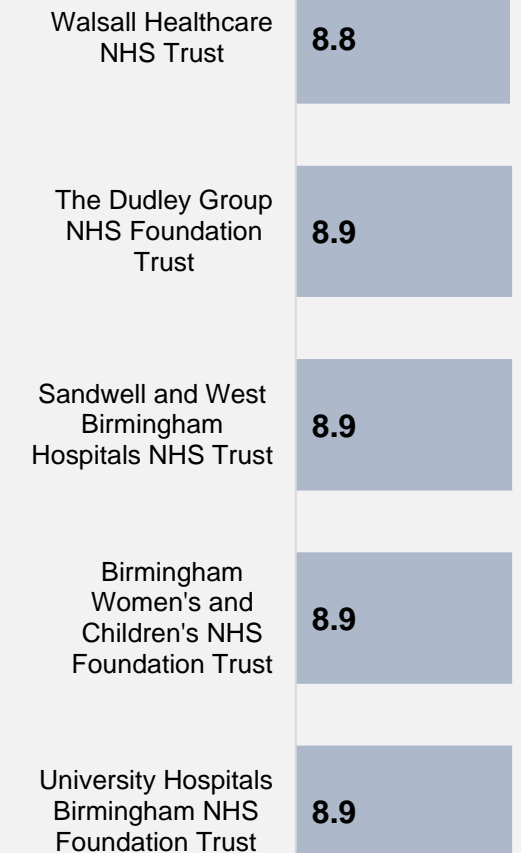 Walsall Healthcare
NHS Trust
8.8
The Dudley Group
NHS Foundation
Trust
8.9
Sandwell and West
Birmingham
Hospitals NHS Trust
8.9
Birmingham
Women's and
Children's NHS
Foundation Trust
8.9
University Hospitals
Birmingham NHS
Foundation Trust
8.9